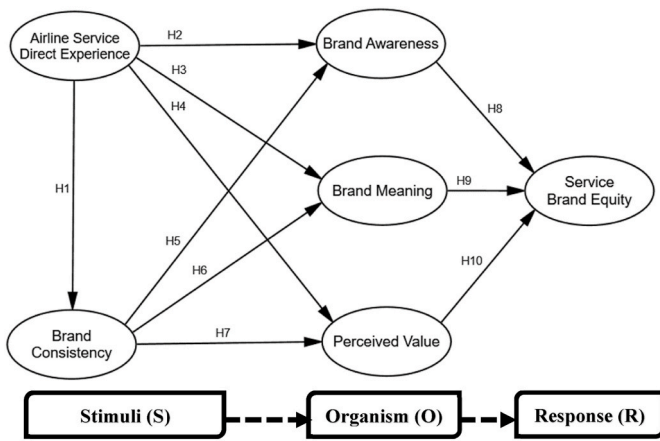 Airline Service
Direct Experience
H2
Brand Awareness
H3
H4
H8
H1
Brand Meaning
H9
Service
Brand Equity
H5
H6
H10
Brand
Consistency
H7
Perceived Value
Stimuli (S)
Organism (O)
Response (R)